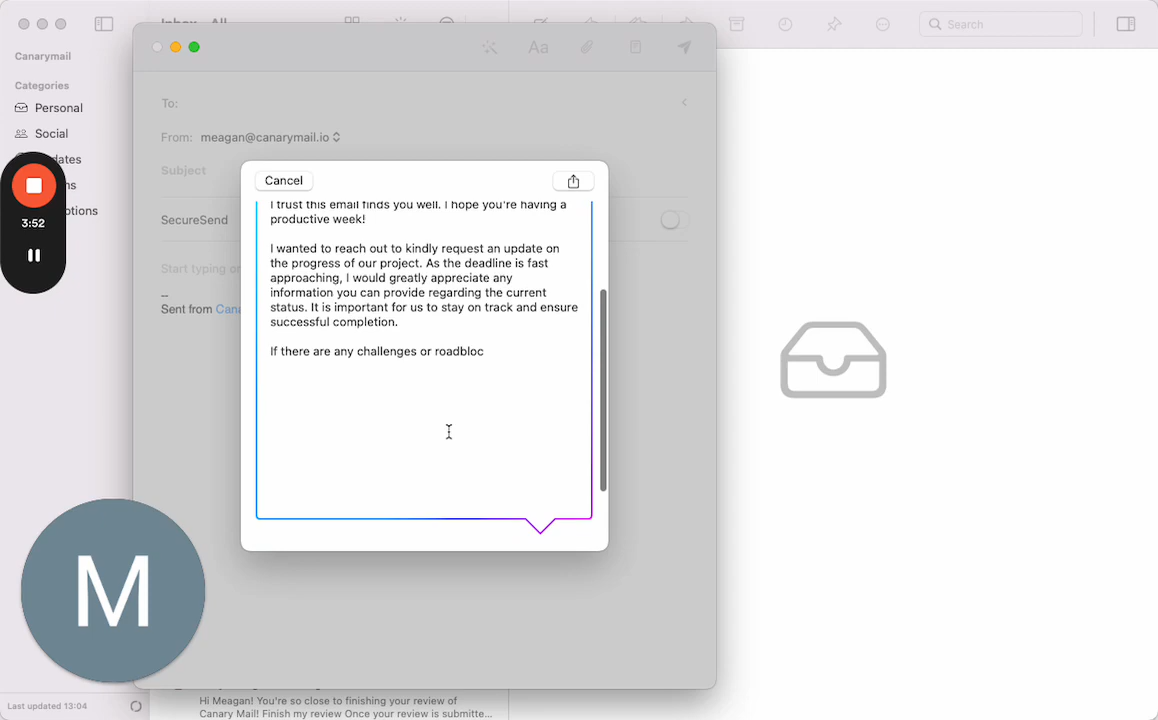 Inbox All
Search
Canarymail
Aa
Categories
To:
Personal
From: meagan@canarymail.io
Social
Subject
Cancel
SecureSend
3:52
I trust this email finds you well. I hope you're having a
productive week!
I wanted to reach out to kindly request an update on
the progress of our project. As the deadline is fast
approaching, I would greatly appreciate any
information you can provide regarding the current
status. It is important for us to stay on track and ensure
successful completion.
If there are any challenges or roadbloc
Start typing or
--
Sent from Cana
M
Hi Meagan! You're so close to finishing your review of
Canary Mail! Finish my review Once your review is submitte...
Last updated 13:04